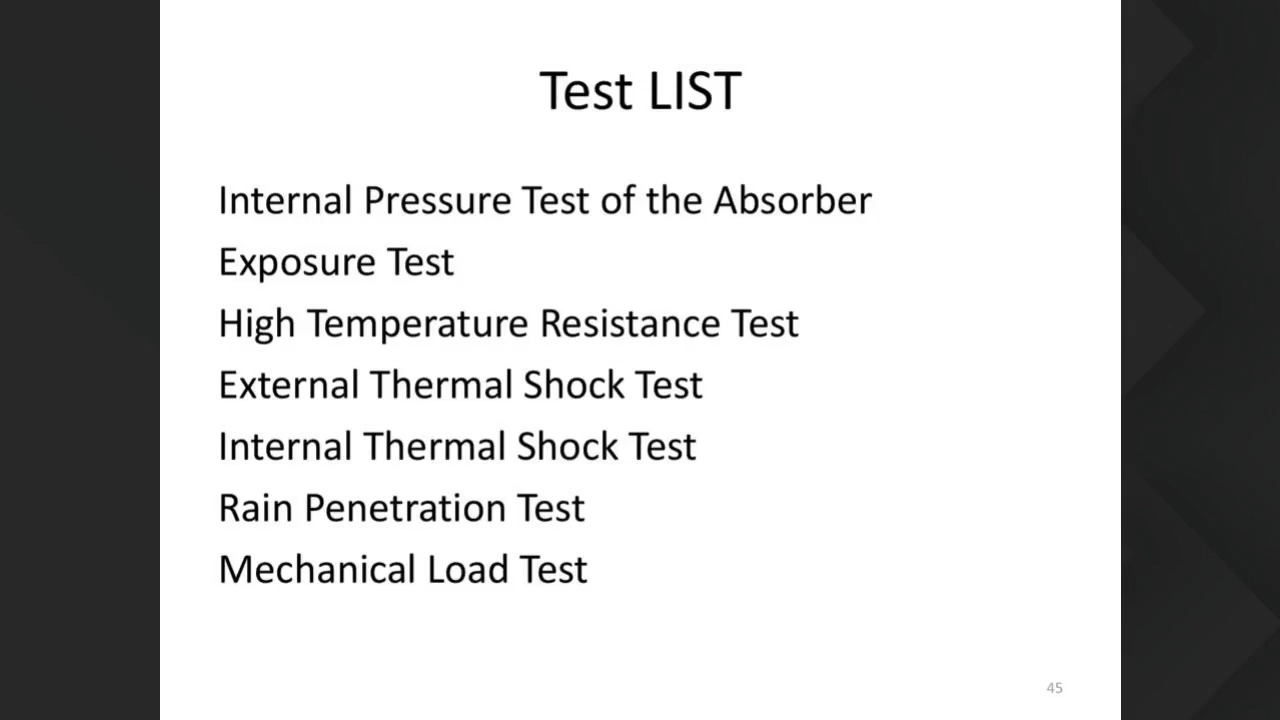 Test LIST
Internal Pressure Test of the Absorber
Exposure Test
High Temperature Resistance Test
External Thermal Shock Test
Internal Thermal Shock Test
Rain Penetration Test
Mechanical Load Test
45